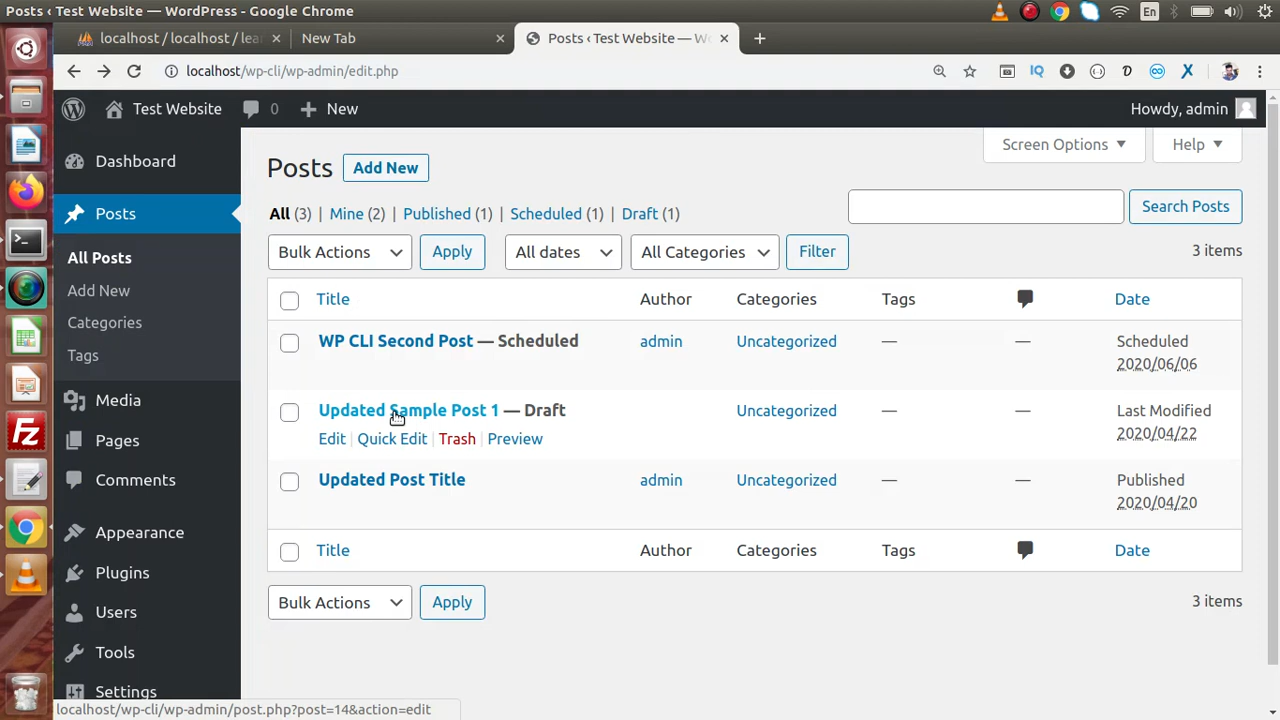 Posts ‹ Test Website — WordPress - Google Chrome
En
localhost / localhost / lea
New Tab
Posts ‹ Test Website — Wo
localhost/wp-cli/wp-admin/edit.php
IQ
D
X
Test Website
0
New
Howdy, admin
Dashboard
Posts
All Posts
Add New
Categories
Tags
Media
Pages
Comments
Appearance
Plugins
Users
Tools
Settings
Screen Options
Help
Posts
Add New
All (3) | Mine (2) | Published (1) | Scheduled (1) | Draft (1)
Search Posts
Bulk Actions
Apply
All dates
All Categories
Filter
3 items
Title Author Categories Tags Date
WP CLI Second Post — Scheduled admin Uncategorized — — Scheduled
2020/06/06
Updated Sample Post 1 — Draft Uncategorized — — Last Modified
Edit | Quick Edit | Trash | Preview 2020/04/22
Updated Post Title admin Uncategorized — — Published
2020/04/20
Title Author Categories Tags Date
Bulk Actions
Apply
3 items
localhost/wp-cli/wp-admin/post.php?post=14&action=edit